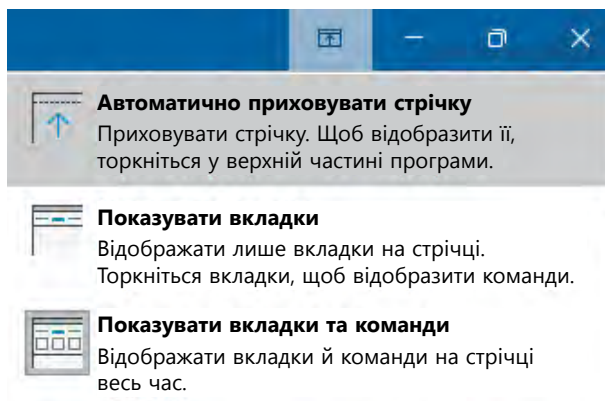 Автоматично приховувати стрічку
Приховувати стрічку. Щоб відобразити її,
торкніться у верхній частині програми.
Показувати вкладки
Відображати лише вкладки на стрічці.
Торкніться вкладки, щоб відобразити команди.
Показувати вкладки та команди
Відображати вкладки й команди на стрічці
весь час.